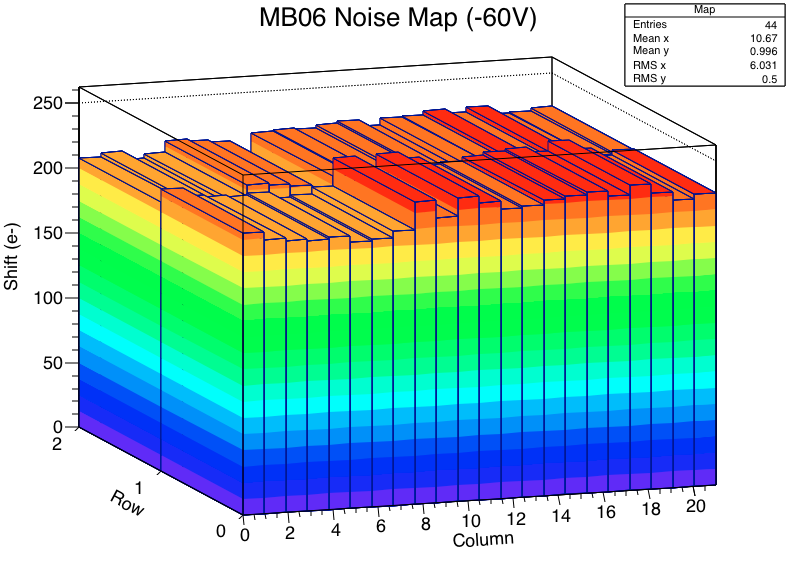 MB06 Noise Map (-60V)
Map
Entries 44
Mean x 10.67
Mean y 0.996
RMS x 6.031
RMS y 0.5
Shift (e-)
250
200
150
100
50
0
2
1
0
Row
0 2 4 6 8 10 12 14 16 18 20
Column